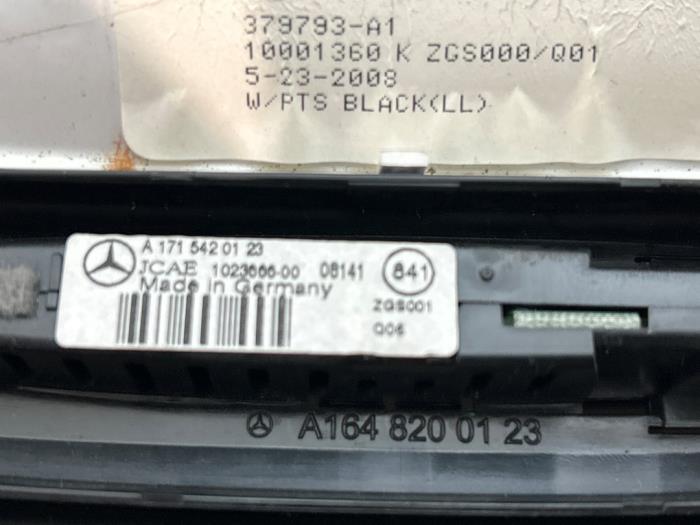 379793-A1
10001360 K ZGS000/Q01
5-23-2008
W/PTS BLACK(LL)
A 171 542 01 23
JCAE 1023666-00 08141 841
Made in Germany
ZGS001
Q06
A164 820 01 23